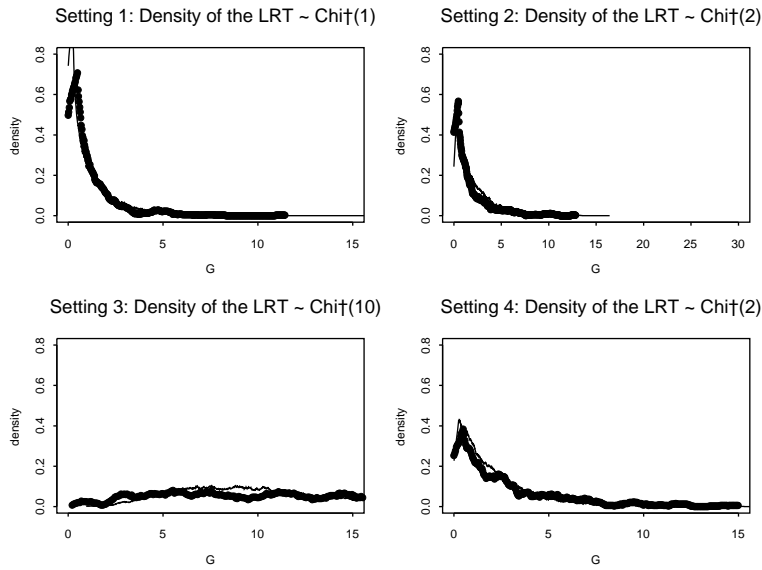 Setting 1: Density of the LRT ~ Chi†(1)
density
0.0 0.2 0.4 0.6 0.8
0 5 10 15
G
Setting 2: Density of the LRT ~ Chi†(2)
density
0.0 0.2 0.4 0.6 0.8
0 5 10 15 20 25 30
G
Setting 3: Density of the LRT ~ Chi†(10)
density
0.0 0.2 0.4 0.6 0.8
0 5 10 15
G
Setting 4: Density of the LRT ~ Chi†(2)
density
0.0 0.2 0.4 0.6 0.8
0 5 10 15
G